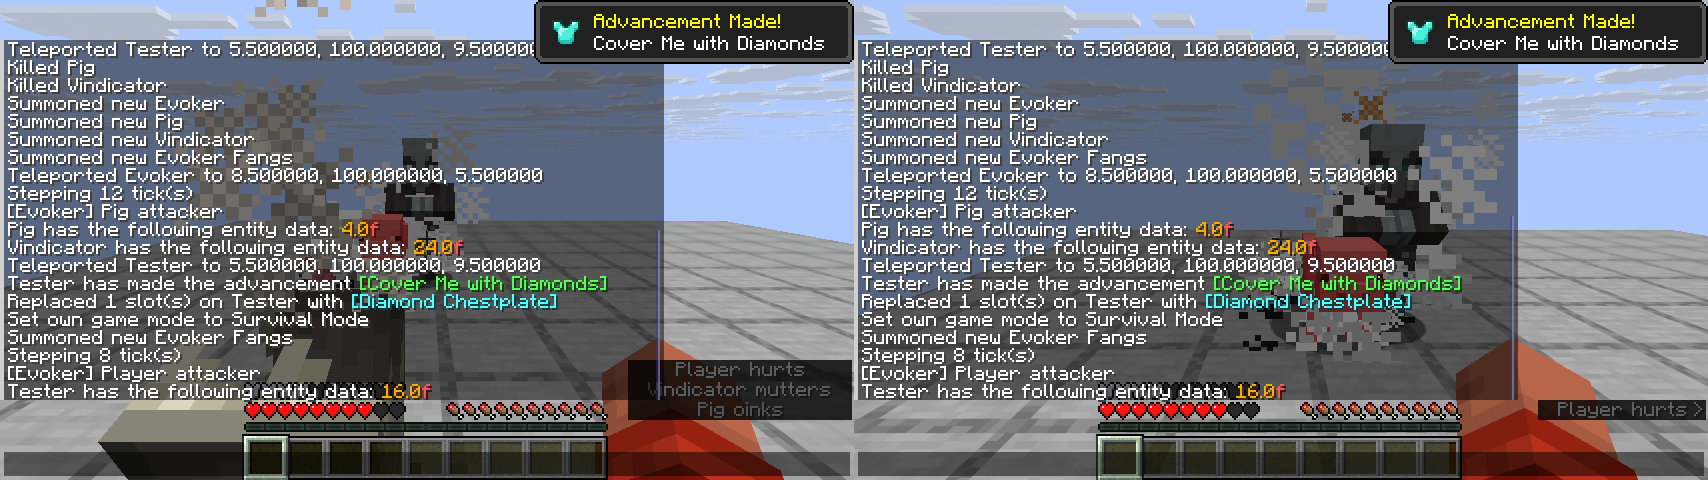 Advancement Made!
Cover Me with Diamonds
Teleported Tester to 5.500000, 100.000000, 9.500000
Killed Pig
Killed Vindicator
Summoned new Evoker
Summoned new Pig
Summoned new Vindicator
Summoned new Evoker Fangs
Teleported Evoker to 8.500000, 100.000000, 5.500000
Stepping 12 tick(s)
[Evoker] Pig attacker
Pig has the following entity data: 4.0f
Vindicator has the following entity data: 24.0f
Teleported Tester to 5.500000, 100.000000, 9.500000
Tester has made the advancement [Cover Me with Diamonds]
Replaced 1 slot(s) on Tester with [Diamond Chestplate]
Set own game mode to Survival Mode
Summoned new Evoker Fangs
Stepping 8 tick(s)
[Evoker] Player attacker
Tester has the following entity data: 16.0f
Player hurts
Vindicator mutters
Pig oinks
Advancement Made!
Cover Me with Diamonds
Teleported Tester to 5.500000, 100.000000, 9.500000
Killed Pig
Killed Vindicator
Summoned new Evoker
Summoned new Pig
Summoned new Vindicator
Summoned new Evoker Fangs
Teleported Evoker to 8.500000, 100.000000, 5.500000
Stepping 12 tick(s)
[Evoker] Pig attacker
Pig has the following entity data: 4.0f
Vindicator has the following entity data: 24.0f
Teleported Tester to 5.500000, 100.000000, 9.500000
Tester has made the advancement [Cover Me with Diamonds]
Replaced 1 slot(s) on Tester with [Diamond Chestplate]
Set own game mode to Survival Mode
Summoned new Evoker Fangs
Stepping 8 tick(s)
[Evoker] Player attacker
Tester has the following entity data: 16.0f
Player hurts >